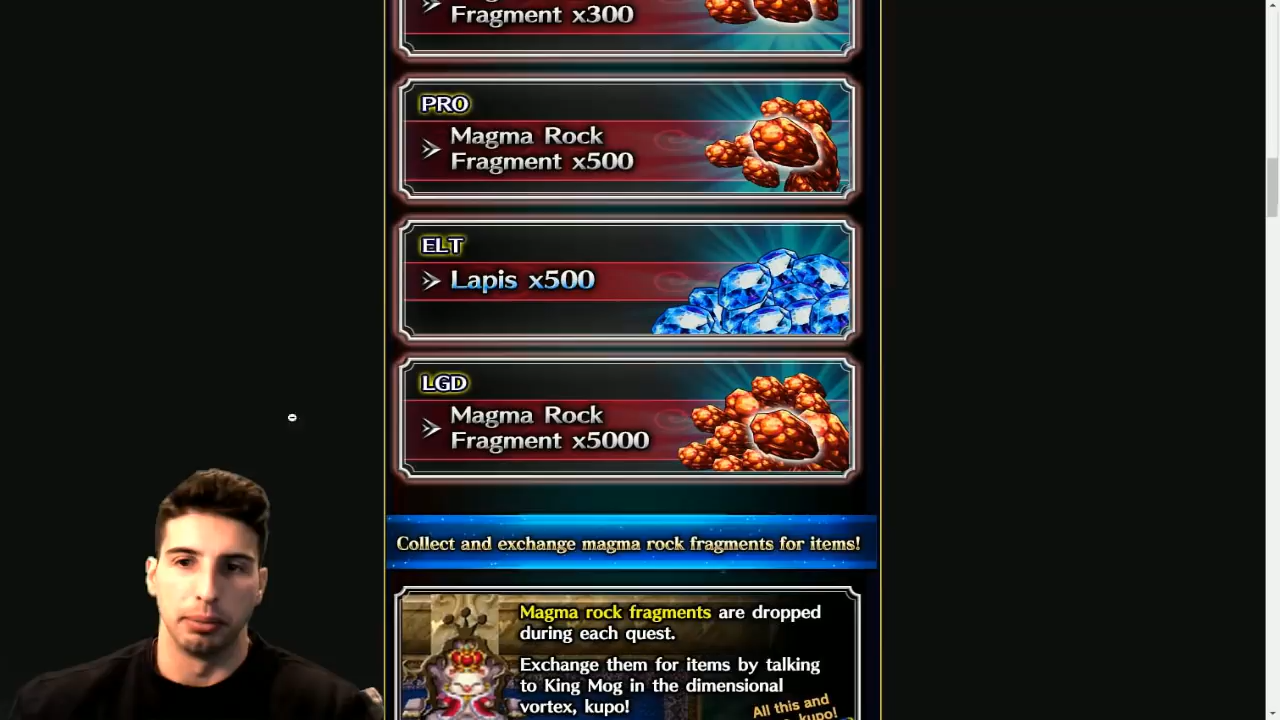 Fragment x300
PRO
Magma Rock
Fragment x500
ELT
Lapis x500
LGD
Magma Rock
Fragment x5000
Collect and exchange magma rock fragments for items!
Magma rock fragments are dropped
during each quest.
Exchange them for items by talking
to King Mog in the dimensional
vortex, kupo!
All this and
kupo!